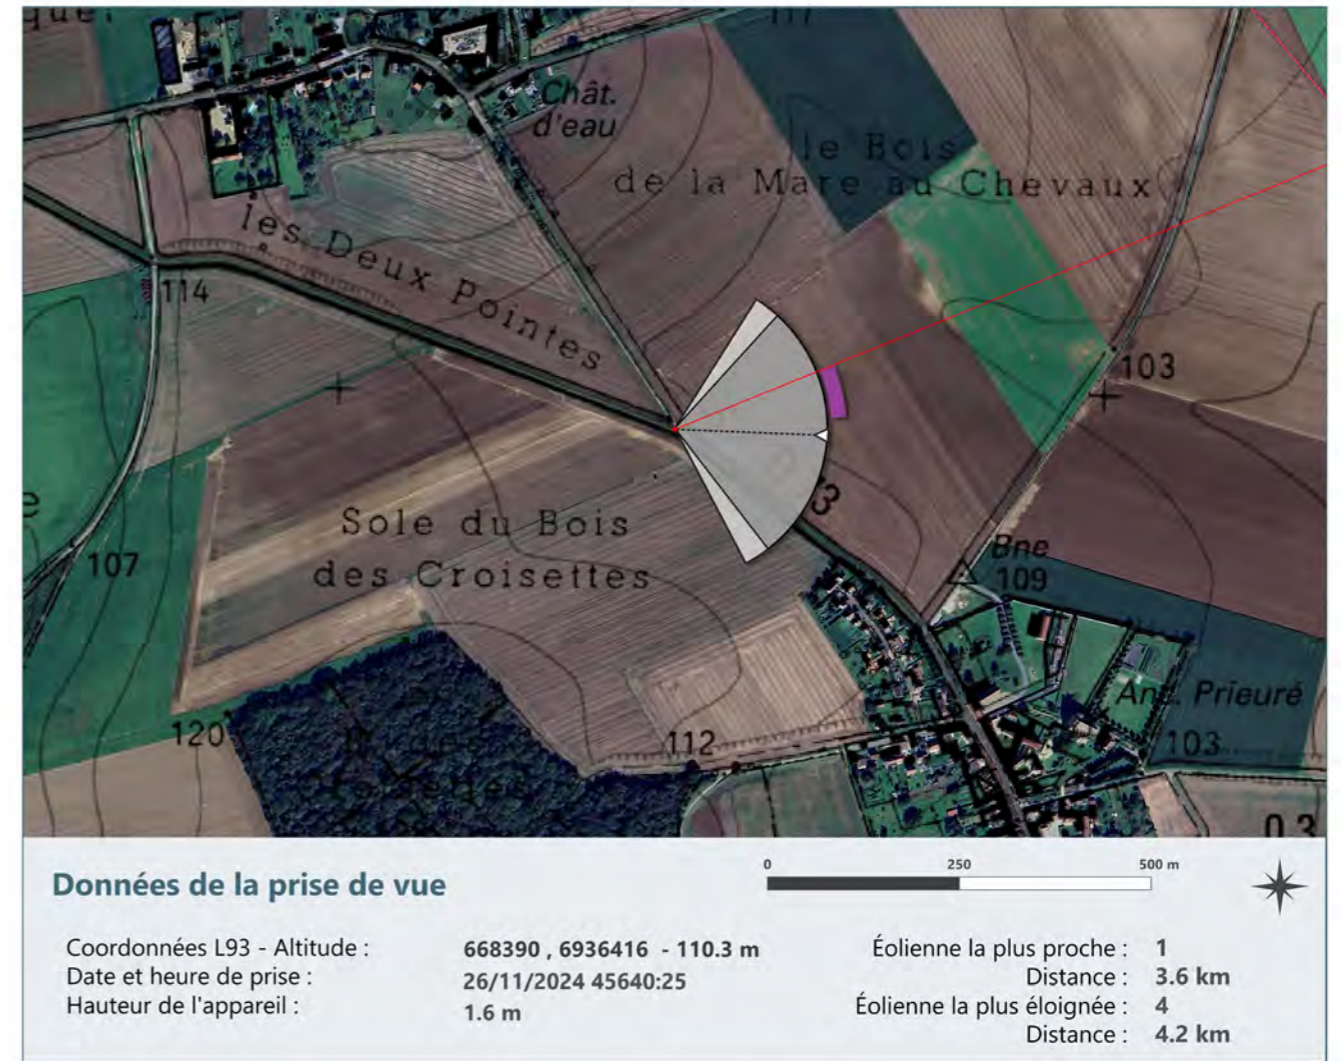 117
Chât.
d'eau
le Bois
de la Mare au Chevaux
les Deux Pointes
114
103
Sole du Bois
des Croisettes
107
Bne
109
Anc. Prieuré
120
112
103
0.3
Données de la prise de vue
0 250 500 m
Coordonnées L93 - Altitude : 668390 , 6936416 - 110.3 m
Date et heure de prise : 26/11/2024 45640:25
Hauteur de l'appareil : 1.6 m
Éolienne la plus proche : 1
Distance : 3.6 km
Éolienne la plus éloignée : 4
Distance : 4.2 km